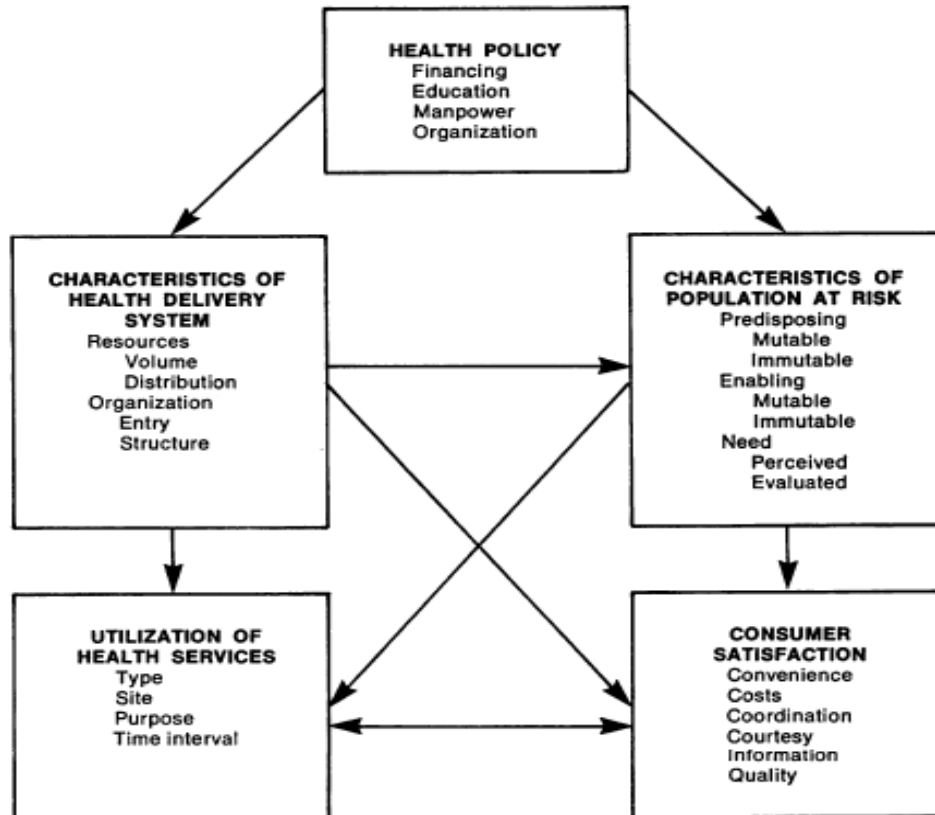 HEALTH POLICY
Financing
Education
Manpower
Organization
CHARACTERISTICS OF
HEALTH DELIVERY
SYSTEM
Resources
Volume
Distribution
Organization
Entry
Structure
CHARACTERISTICS OF
POPULATION AT RISK
Predisposing
Mutable
Immutable
Enabling
Mutable
Immutable
Need
Perceived
Evaluated
UTILIZATION OF
HEALTH SERVICES
Type
Site
Purpose
Time interval
CONSUMER
SATISFACTION
Convenience
Costs
Coordination
Courtesy
Information
Quality